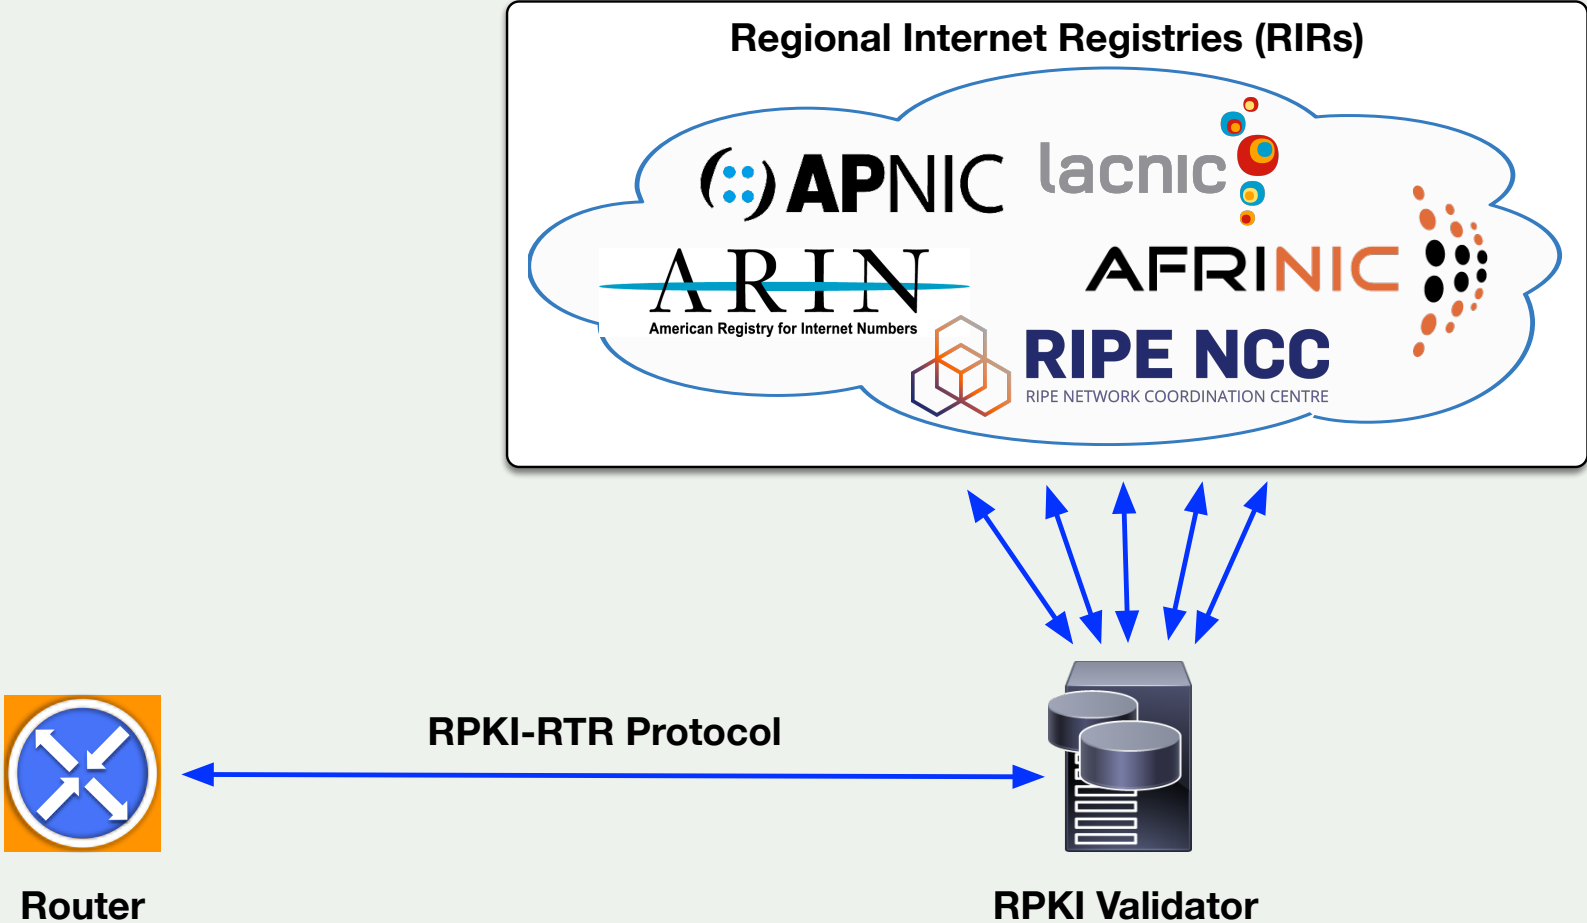 Regional Internet Registries (RIRs)
APNIC
lacnic
ARIN
American Registry for Internet Numbers
AFRINIC
RIPE NCC
RIPE NETWORK COORDINATION CENTRE
RPKI-RTR Protocol
Router
RPKI Validator